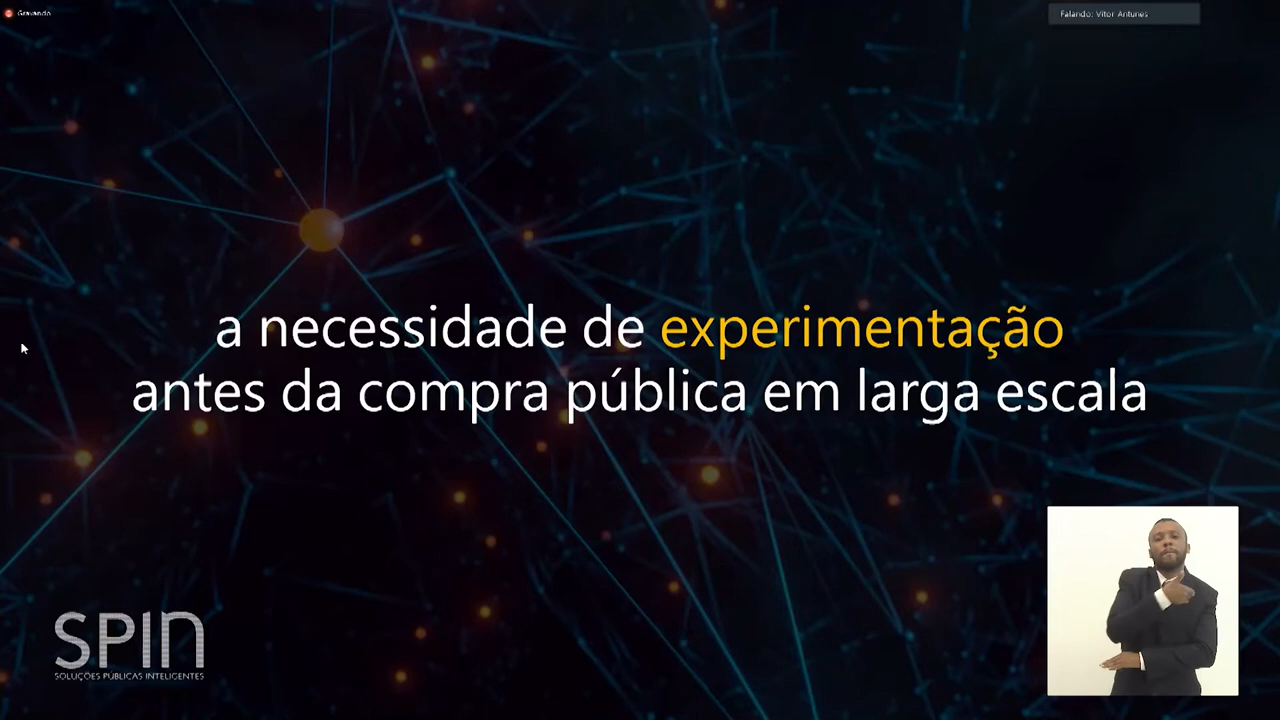 Gravando
Falando: Vitor Antunes
a necessidade de experimentação
antes da compra pública em larga escala
SPIN
SOLUÇÕES PÚBLICAS INTELIGENTES